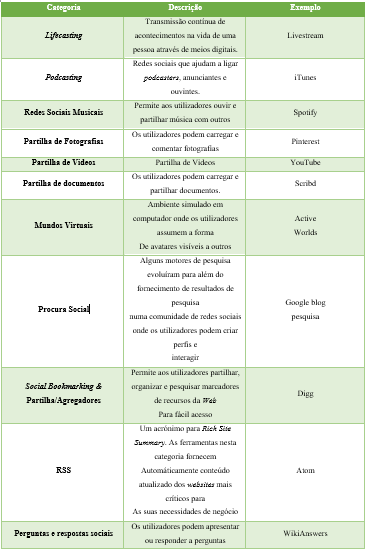 Categoria Descrição Exemplo
Transmissão contínua de
Lifecasting acontecimentos na vida de uma Livestream
pessoa através de meios digitais.
Redes sociais que ajudam a ligar
Podcasting podcasters, anunciantes e iTunes
ouvintes.
Redes Sociais Musicais Permite aos utilizadores ouvir e Spotify
partilhar música com outros
Partilha de Fotografias Os utilizadores podem carregar e Pinterest
comentar fotografias
Partilha de Vídeos Partilha de Vídeos YouTube
Partilha de documentos Os utilizadores podem carregar e Scribd
partilhar documentos.
Ambiente simulado em
computador onde os utilizadores Active
Mundos Virtuais assumem a forma Worlds
De avatares visíveis a outros
Alguns motores de pesquisa
evoluíram para além do
fornecimento de resultados de
pesquisa Google blog
Procura Social numa comunidade de redes sociais pesquisa
onde os utilizadores podem criar
perfis e
interagir
Permite aos utilizadores partilhar,
Social Bookmarking & organizar e pesquisar marcadores Digg
Partilha/Agregadores de recursos da Web
Para fácil acesso
Um acrónimo para Rich Site
Summary. As ferramentas nesta
categoria fornecem
RSS Automáticamente conteúdo Atom
atualizado dos websites mais
críticos para
As suas necessidades de negócio
Perguntas e respostas sociais Os utilizadores podem apresentar WikiAnswers
ou responder a perguntas